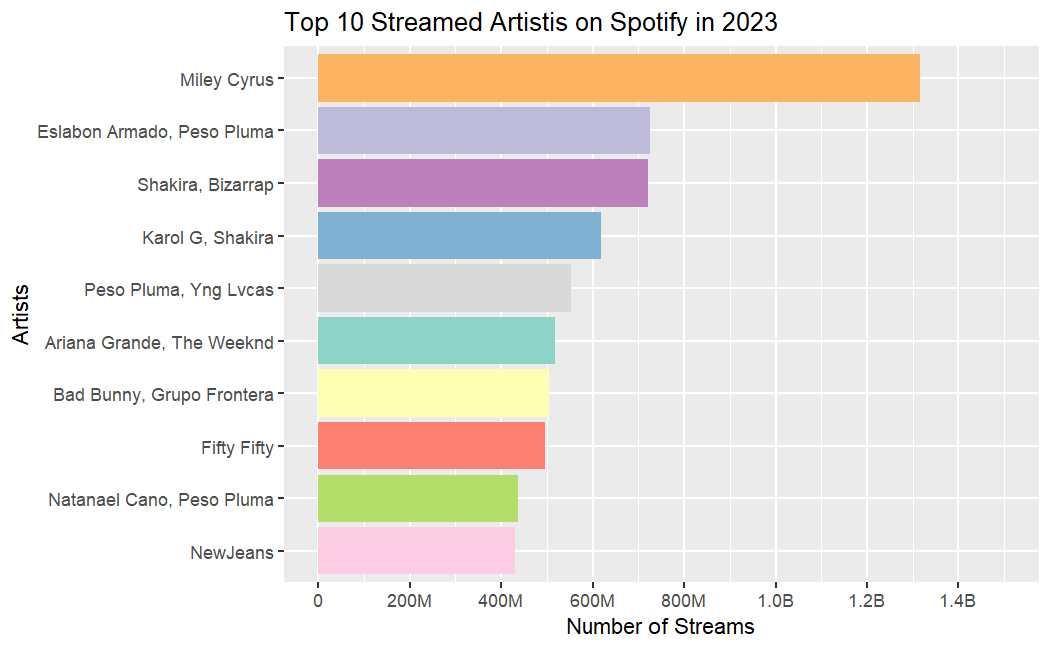 Top 10 Streamed Artistis on Spotify in 2023
Artists
Miley Cyrus
Eslabon Armado, Peso Pluma
Shakira, Bizarrap
Karol G, Shakira
Peso Pluma, Yng Lvcas
Ariana Grande, The Weeknd
Bad Bunny, Grupo Frontera
Fifty Fifty
Natanael Cano, Peso Pluma
NewJeans
0 200M 400M 600M 800M 1.0B 1.2B 1.4B
Number of Streams